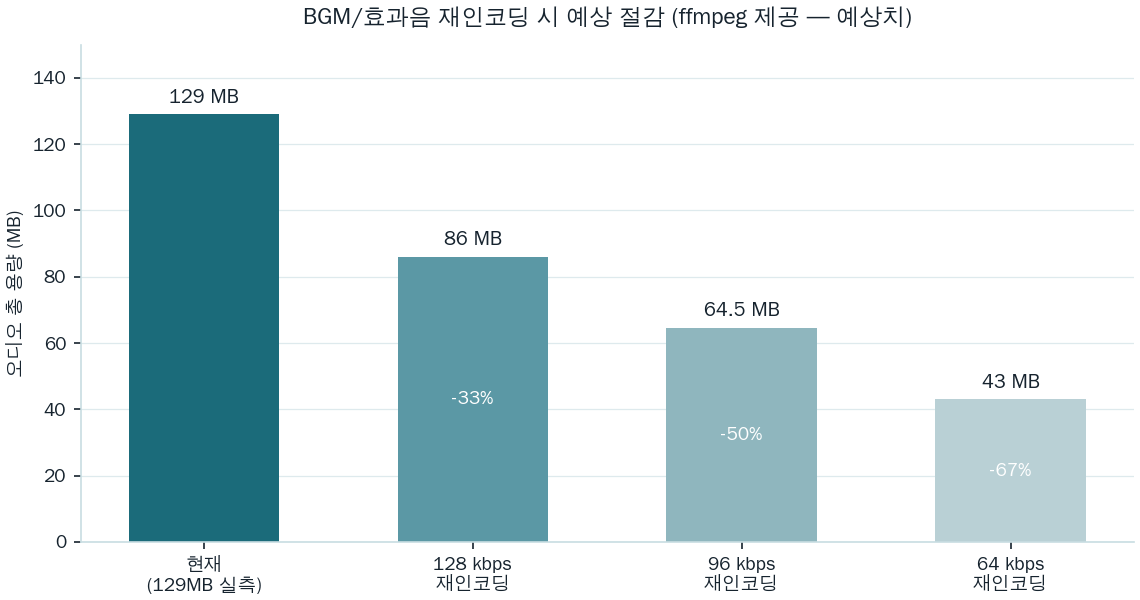 BGM/효과음 재인코딩 시 예상 절감 (ffmpeg 제공 — 예상치)
오디오 총 용량 (MB)
140
120
100
80
60
40
20
0
129 MB
86 MB
64.5 MB
43 MB
-33%
-50%
-67%
현재
(129MB 실측)
128 kbps
재인코딩
96 kbps
재인코딩
64 kbps
재인코딩